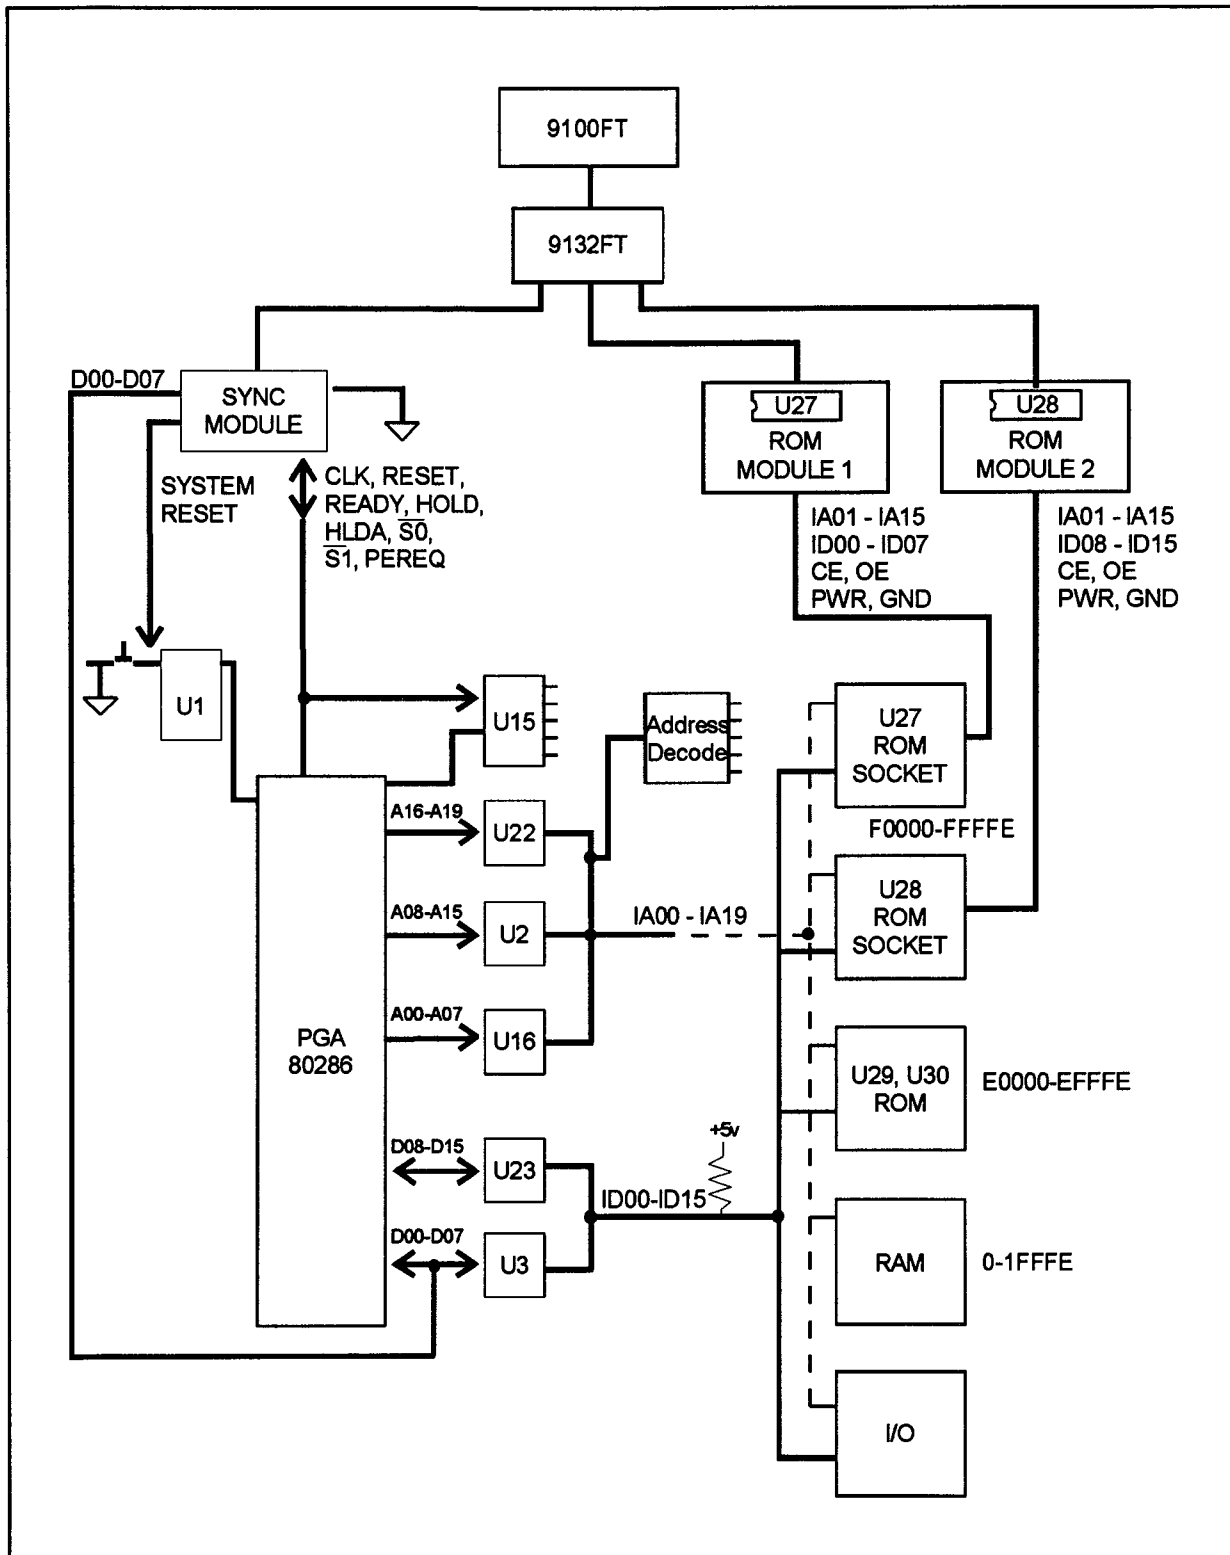 9100FT
9132FT
D00-D07
SYNC
MODULE
U27
ROM
MODULE 1
U28
ROM
MODULE 2
SYSTEM
RESET
CLK, RESET,
READY, HOLD,
HLDA, S̅0̅,
S̅1̅, PEREQ
IA01 - IA15
ID00 - ID07
CE, OE
PWR, GND
IA01 - IA15
ID08 - ID15
CE, OE
PWR, GND
U1
U15
Address
Decode
U27
ROM
SOCKET
F0000-FFFFE
A16-A19
U22
U28
ROM
SOCKET
A08-A15
U2
IA00 - IA19
A00-A07
U16
PGA
80286
U29, U30
ROM
E0000-EFFFE
D08-D15
U23
+5v
ID00-ID15
D00-D07
U3
RAM
0-1FFFE
I/O